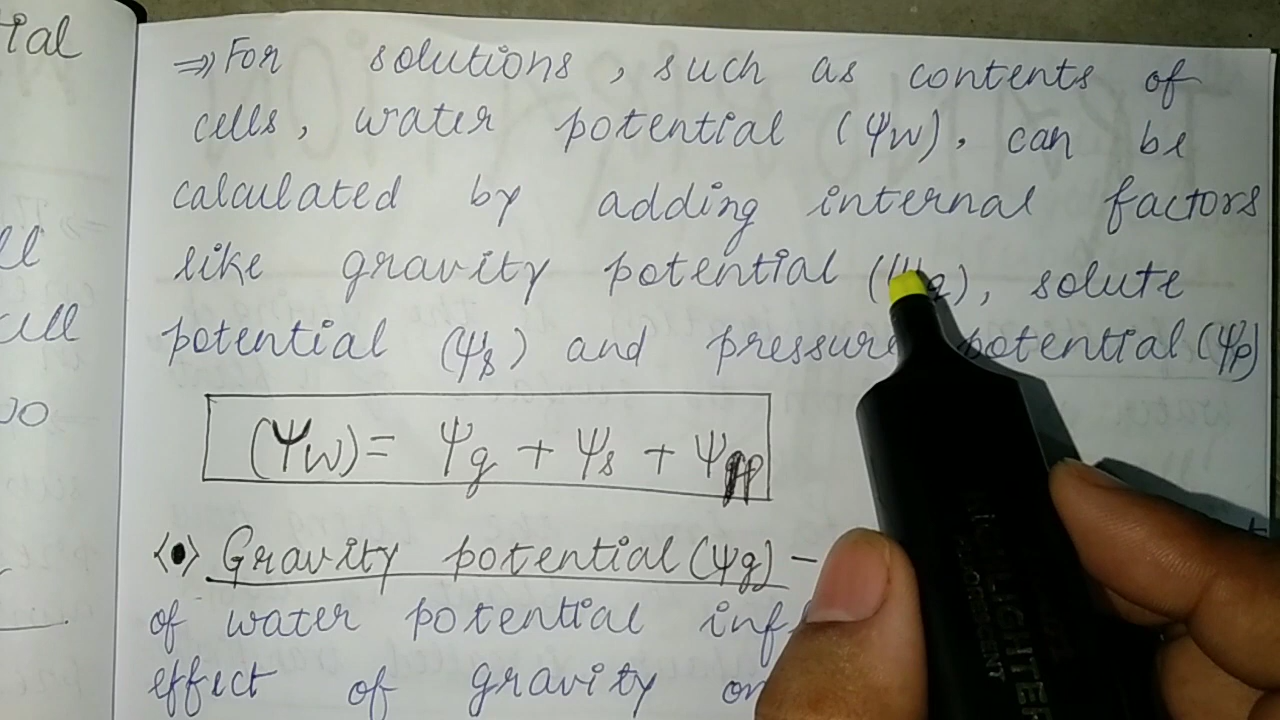 tial
⇒ For solutions, such as contents of
cells, water potential (Ψw), can be
calculated by adding internal factors
like gravity potential (Ψg), solute
potential (Ψs) and pressure potential (Ψp)
(Ψw) = Ψg + Ψs + Ψp
Gravity potential (Ψg) –
of water potential
effect of gravity on